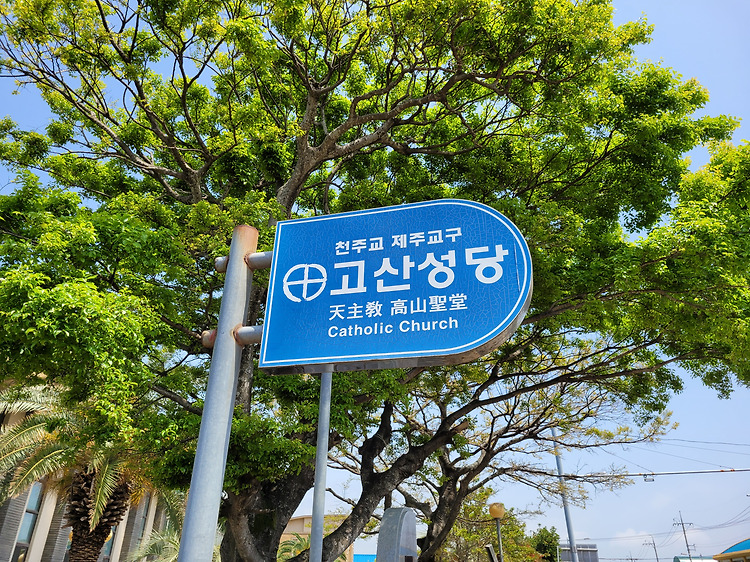 천주교 제주교구
고산성당
天主敎 高山聖堂
Catholic Church